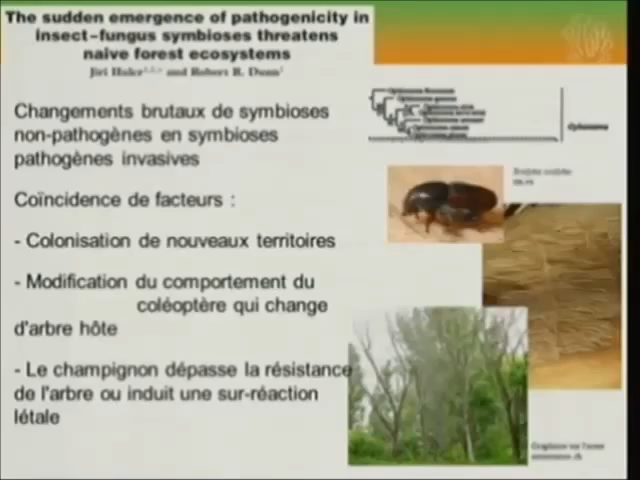 The sudden emergence of pathogenicity in
insect–fungus symbioses threatens
naive forest ecosystems
Jiri Hulcr and Robert R. Dunn
Changements brutaux de symbioses
non-pathogènes en symbioses
pathogènes invasives
Coïncidence de facteurs :
- Colonisation de nouveaux territoires
- Modification du comportement du
coléoptère qui change
d'arbre hôte
- Le champignon dépasse la résistance
de l'arbre ou induit une sur-réaction
létale
Graphiose sur l'orme